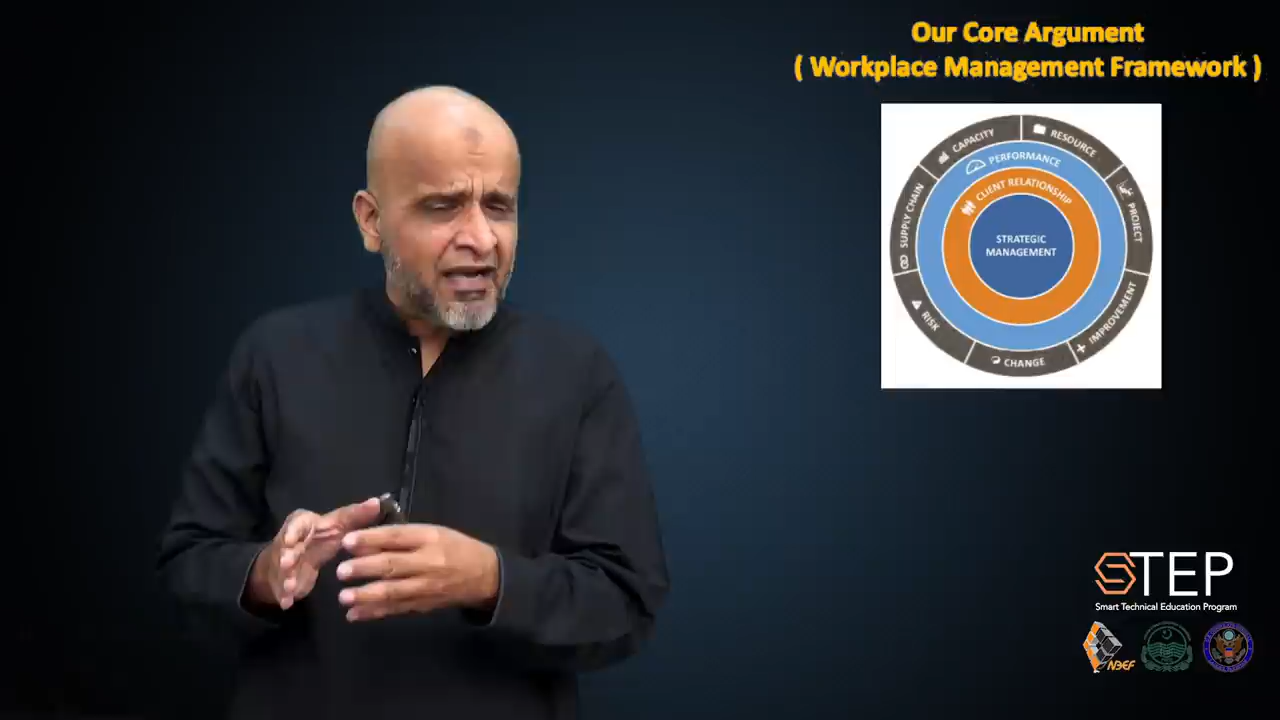 Our Core Argument
( Workplace Management Framework )
CAPACITY
RESOURCE
PERFORMANCE
CLIENT RELATIONSHIP
SUPPLY CHAIN
PROJECT
STRATEGIC
MANAGEMENT
RISK
IMPROVEMENT
CHANGE
STEP
Smart Technical Education Program
NBEF